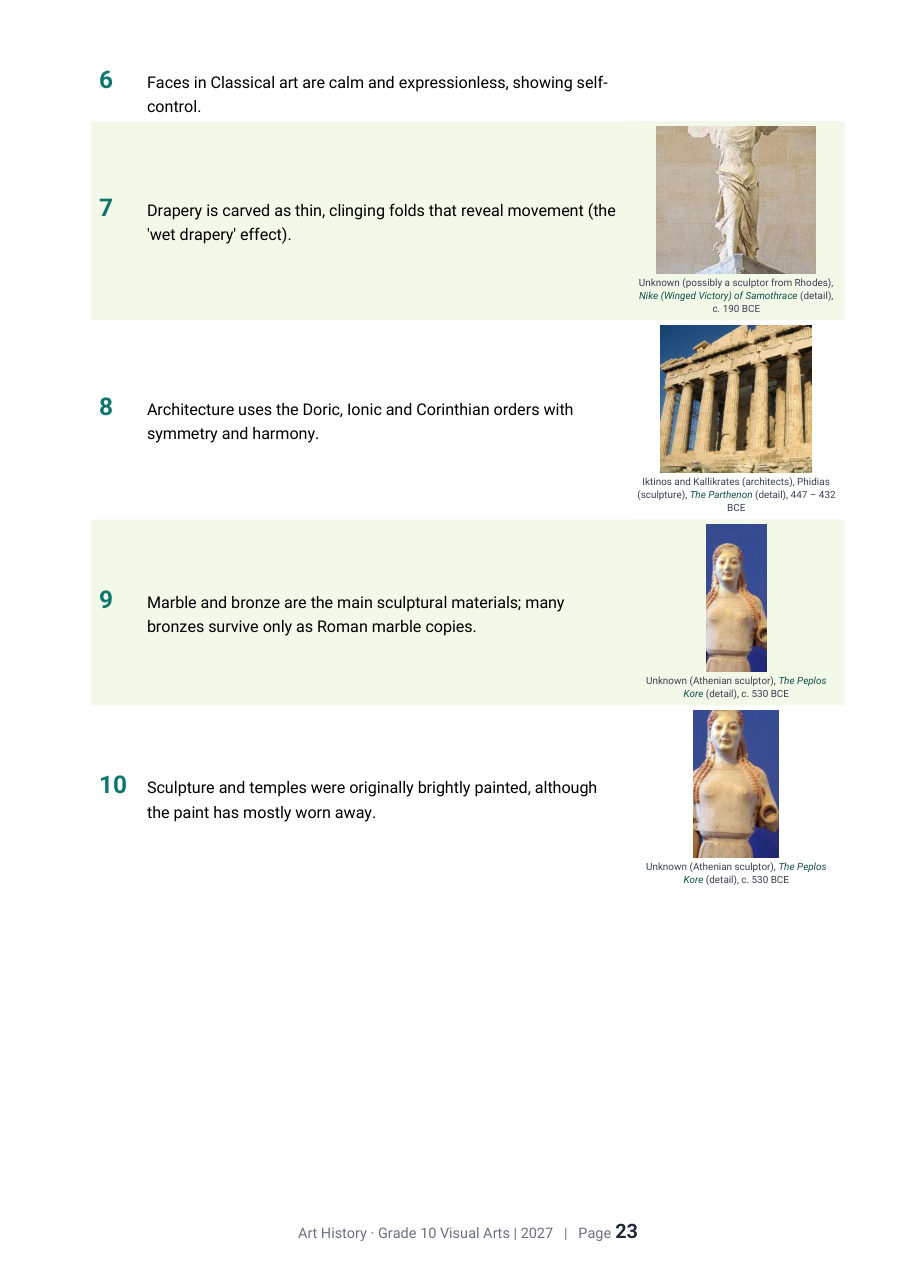 6
Faces in Classical art are calm and expressionless, showing self-
control.
7
Drapery is carved as thin, clinging folds that reveal movement (the
'wet drapery' effect).
Unknown (possibly a sculptor from Rhodes),
Nike (Winged Victory) of Samothrace (detail),
c. 190 BCE
8
Architecture uses the Doric, Ionic and Corinthian orders with
symmetry and harmony.
Iktinos and Kallikrates (architects), Phidias
(sculpture), The Parthenon (detail), 447 – 432
BCE
9
Marble and bronze are the main sculptural materials; many
bronzes survive only as Roman marble copies.
Unknown (Athenian sculptor), The Peplos
Kore (detail), c. 530 BCE
10
Sculpture and temples were originally brightly painted, although
the paint has mostly worn away.
Unknown (Athenian sculptor), The Peplos
Kore (detail), c. 530 BCE
Art History · Grade 10 Visual Arts | 2027 | Page 23